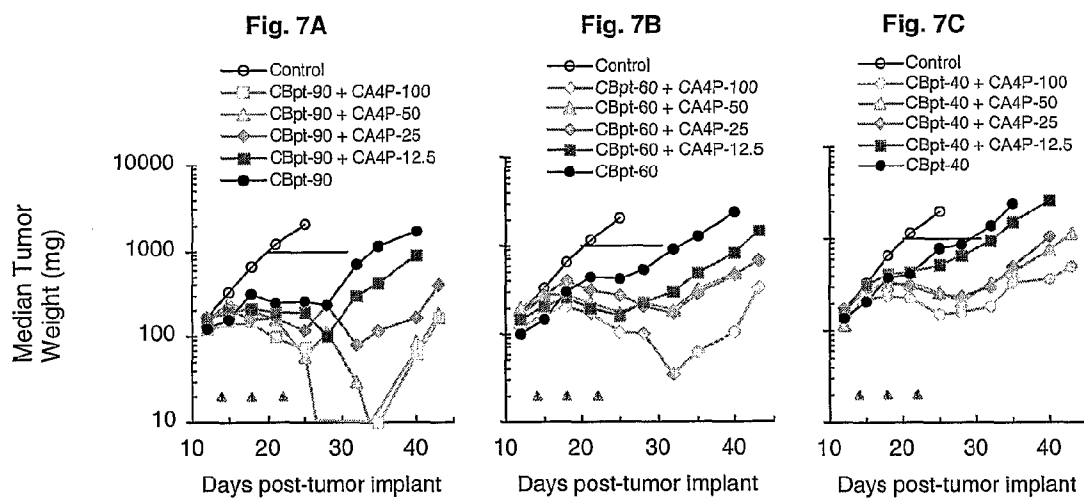 Fig. 7A
Control
CBpt-90 + CA4P-100
CBpt-90 + CA4P-50
CBpt-90 + CA4P-25
CBpt-90 + CA4P-12.5
CBpt-90
Fig. 7B
Control
CBpt-60 + CA4P-100
CBpt-60 + CA4P-50
CBpt-60 + CA4P-25
CBpt-60 + CA4P-12.5
CBpt-60
Fig. 7C
Control
CBpt-40 + CA4P-100
CBpt-40 + CA4P-50
CBpt-40 + CA4P-25
CBpt-40 + CA4P-12.5
CBpt-40
Median Tumor
Weight (mg)
10000
1000
100
10
10 20 30 40
Days post-tumor implant
10 20 30 40
Days post-tumor implant
10 20 30 40
Days post-tumor implant